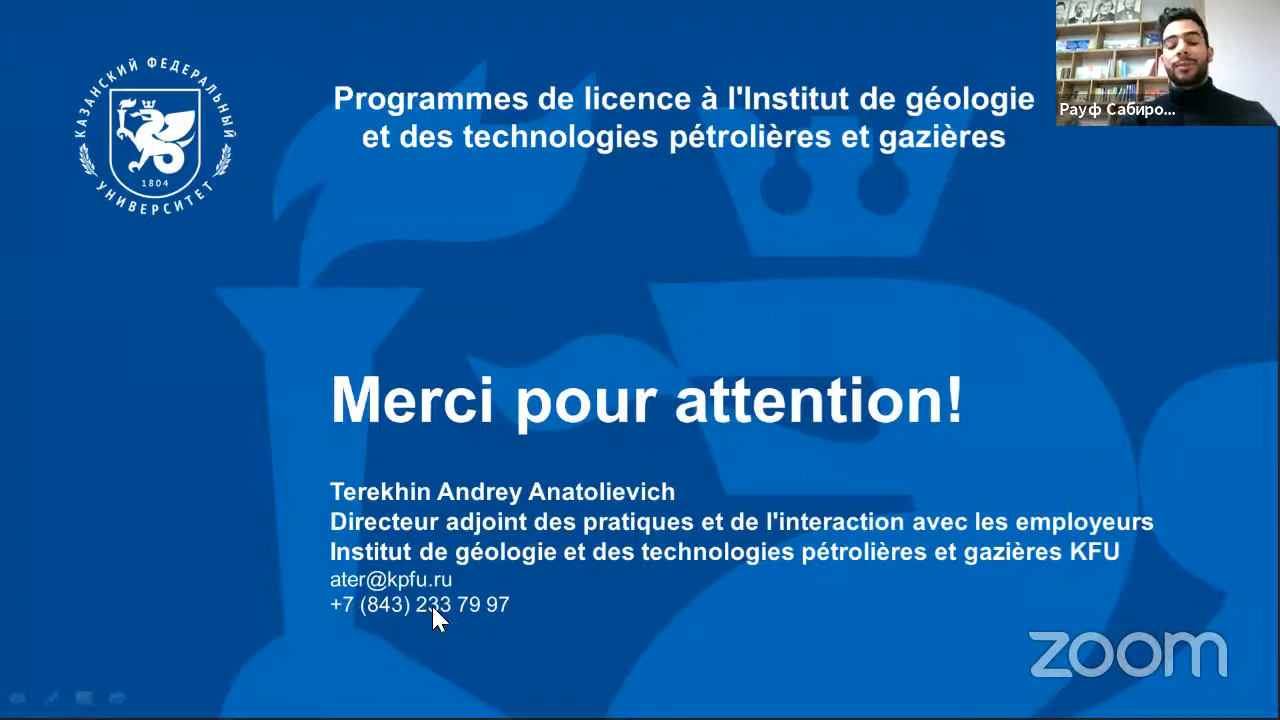 КАЗАНСКИЙ ФЕДЕРАЛЬНЫЙ
УНИВЕРСИТЕТ
1804
Programmes de licence à l'Institut de géologie
et des technologies pétrolières et gazières
Рауф Сабиро...
Merci pour attention!
Terekhin Andrey Anatolievich
Directeur adjoint des pratiques et de l'interaction avec les employeurs
Institut de géologie et des technologies pétrolières et gazières KFU
ater@kpfu.ru
+7 (843) 233 79 97
zoom